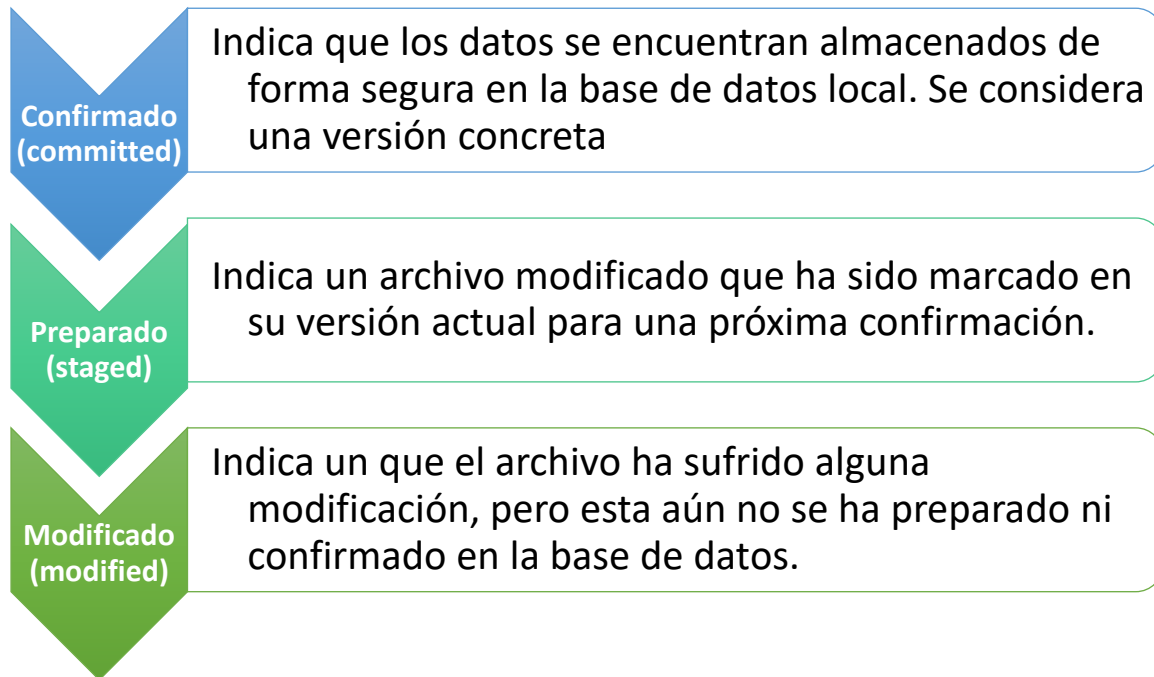 Confirmado
(committed)
Indica que los datos se encuentran almacenados de
forma segura en la base de datos local. Se considera
una versión concreta
Preparado
(staged)
Indica un archivo modificado que ha sido marcado en
su versión actual para una próxima confirmación.
Modificado
(modified)
Indica un que el archivo ha sufrido alguna
modificación, pero esta aún no se ha preparado ni
confirmado en la base de datos.